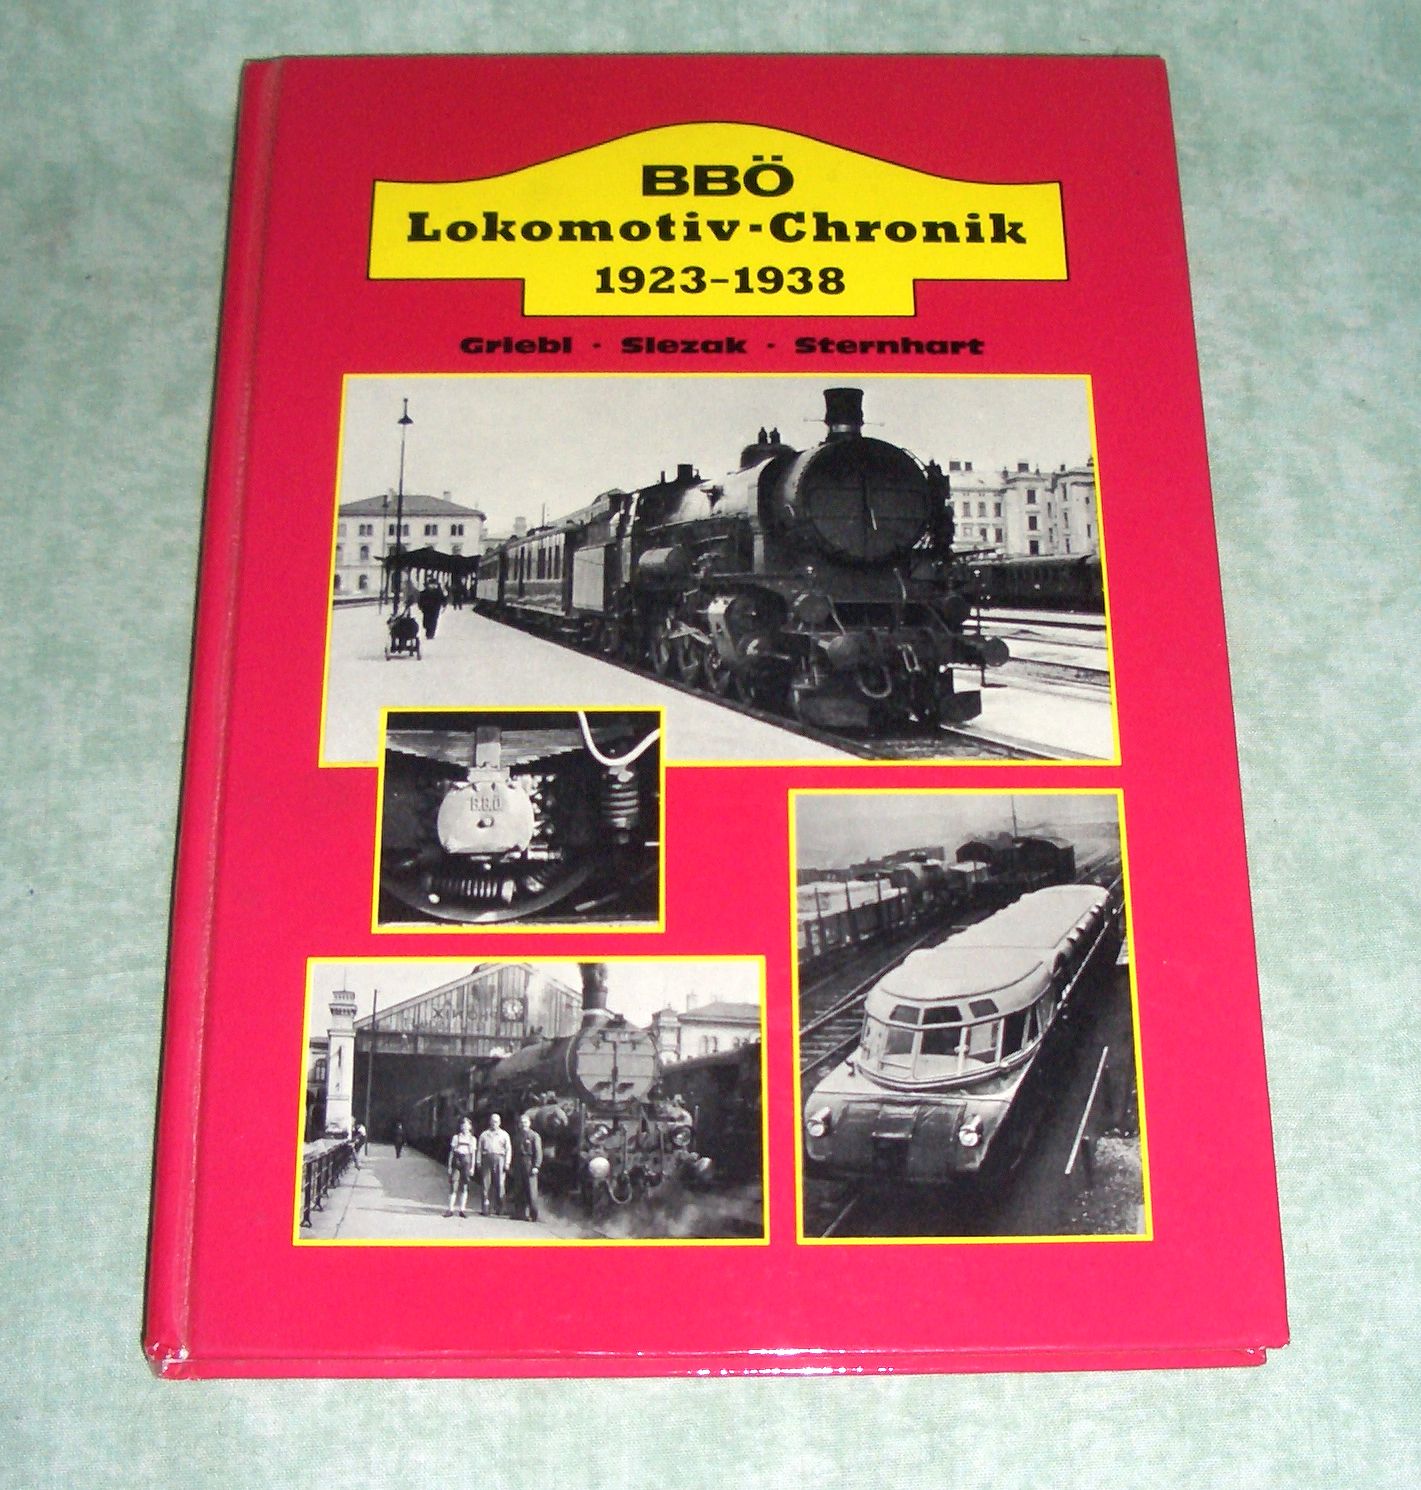 BBÖ
Lokomotiv-Chronik
1923-1938
Griebl · Slezak · Sternhart
B.B.Ö.